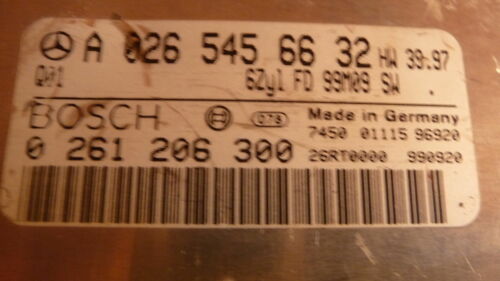 A 026 545 66 32 HW 39.97
Q01 6Zyl FD 99M09 SW .
BOSCH 078 Made in Germany
7450 01115 96920
0 261 206 300 26RT0000 990920